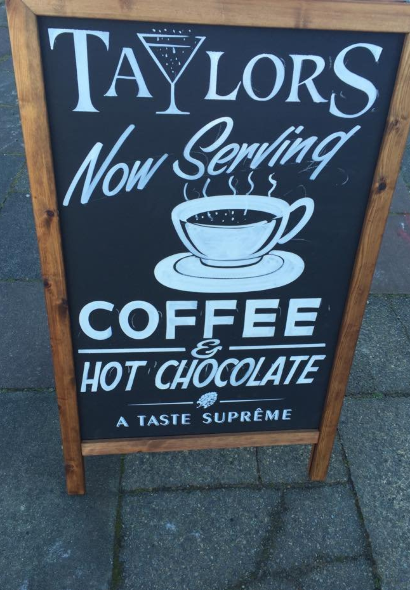 TAYLORS
Now Serving
COFFEE
&
HOT CHOCOLATE
A TASTE SUPRÊME